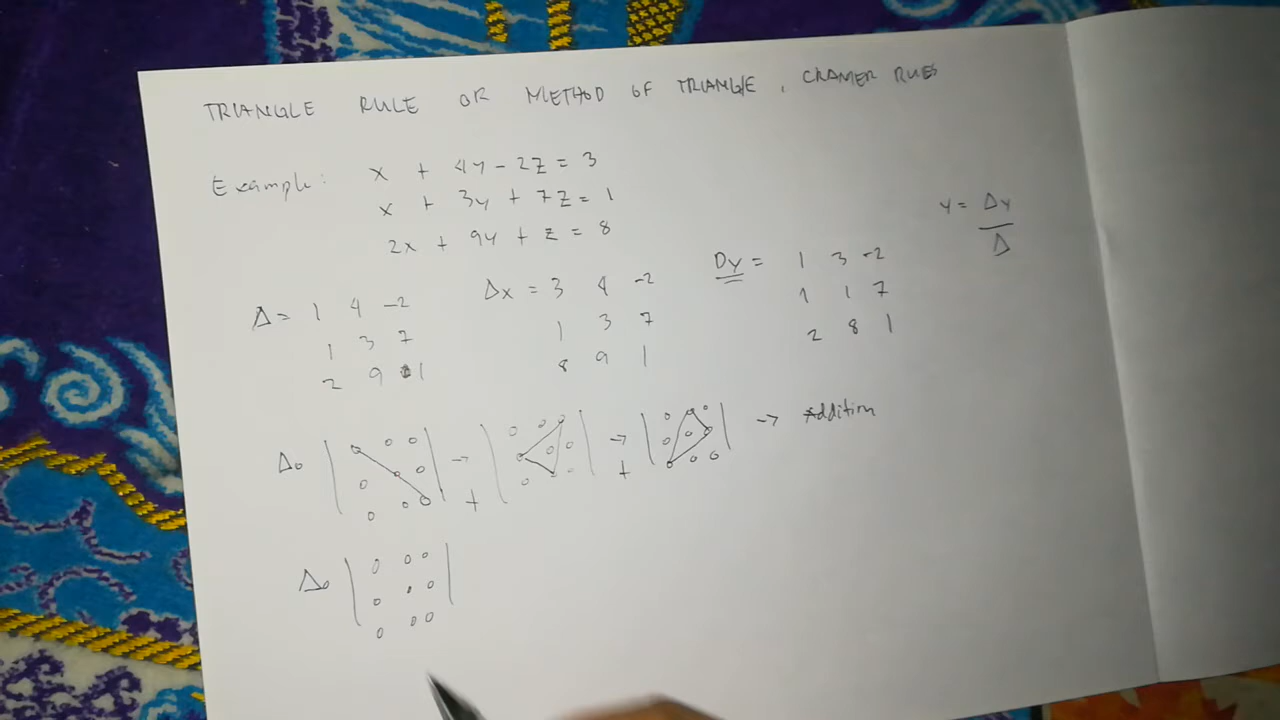 TRIANGLE RULE OR METHOD OF TRIANGLE, CRAMER RULES
Example: x + 4y - 2z = 3
x + 3y + 7z = 1
2x + 9y + z = 8
y = Δy
Δ
Δ = 1 4 -2
1 3 7
2 9 1
Δx = 3 4 -2
1 3 7
8 9 1
Dy = 1 3 -2
1 1 7
2 8 1
Δ₀ | | → + | | → + | | → Addition
Δ₀ | |